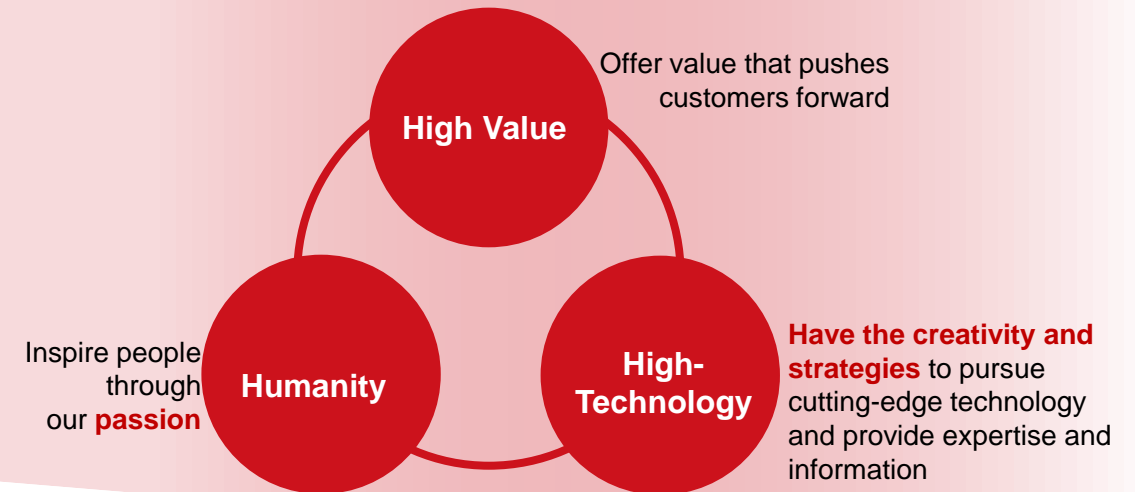 High Value
Offer value that pushes
customers forward
Humanity
Inspire people
through
our passion
High-
Technology
Have the creativity and
strategies to pursue
cutting-edge technology
and provide expertise and
information